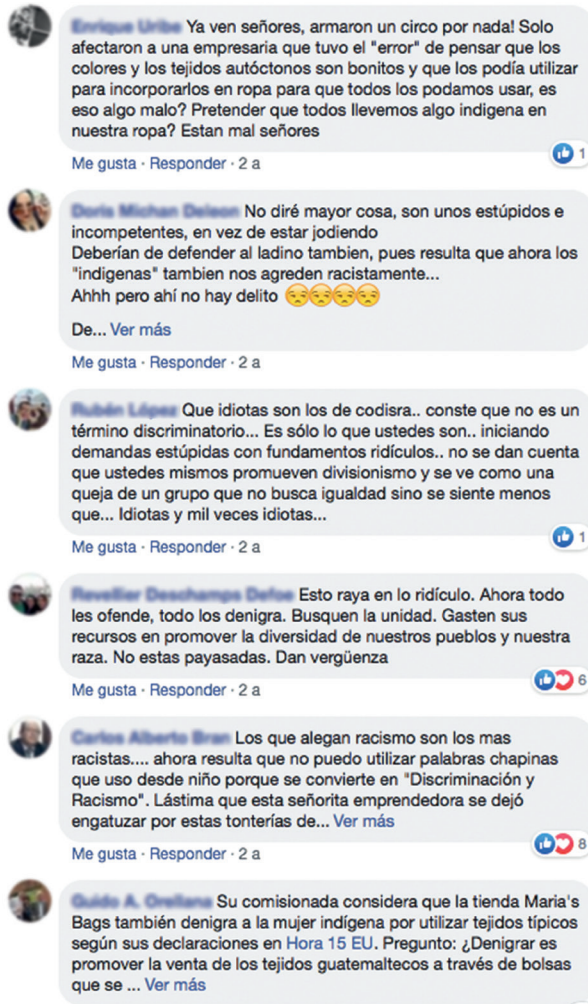 Ya ven señores, armaron un circo por nada! Solo
afectaron a una empresaria que tuvo el "error" de pensar que los
colores y los tejidos autóctonos son bonitos y que los podía utilizar
para incorporarlos en ropa para que todos los podamos usar, es
eso algo malo? Pretender que todos llevemos algo indigena en
nuestra ropa? Estan mal señores
1
Me gusta · Responder · 2 a
No diré mayor cosa, son unos estúpidos e
incompetentes, en vez de estar jodiendo
Deberían de defender al ladino tambien, pues resulta que ahora los
"indigenas" tambien nos agreden racistamente...
Ahhh pero ahí no hay delito 😒😒😒😒
De... Ver más
Me gusta · Responder · 2 a
Que idiotas son los de codisra.. conste que no es un
término discriminatorio... Es sólo lo que ustedes son.. iniciando
demandas estúpidas con fundamentos ridículos.. no se dan cuenta
que ustedes mismos promueven divisionismo y se ve como una
queja de un grupo que no busca igualdad sino se siente menos
que... Idiotas y mil veces idiotas...
1
Me gusta · Responder · 2 a
Esto raya en lo ridículo. Ahora todo
les ofende, todo los denigra. Busquen la unidad. Gasten sus
recursos en promover la diversidad de nuestros pueblos y nuestra
raza. No estas payasadas. Dan vergüenza
6
Me gusta · Responder · 2 a
Los que alegan racismo son los mas
racistas.... ahora resulta que no puedo utilizar palabras chapinas
que uso desde niño porque se convierte en "Discriminación y
Racismo". Lástima que esta señorita emprendedora se dejó
engatuzar por estas tonterías de... Ver más
8
Me gusta · Responder · 2 a
Su comisionada considera que la tienda Maria's
Bags también denigra a la mujer indígena por utilizar tejidos típicos
según sus declaraciones en Hora 15 EU. Pregunto: ¿Denigrar es
promover la venta de los tejidos guatemaltecos a través de bolsas
que se ... Ver más